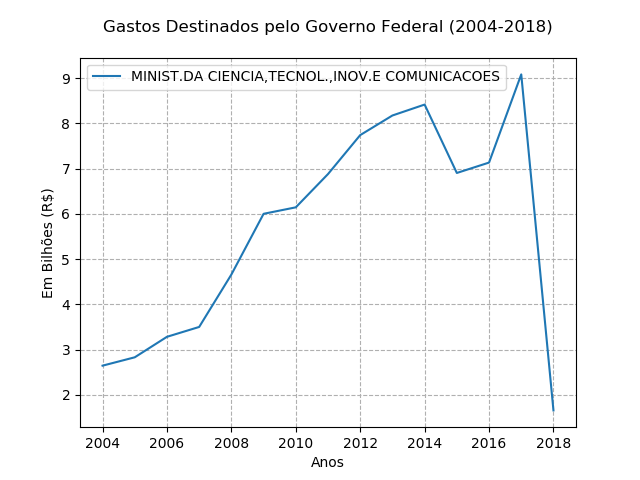 Gastos Destinados pelo Governo Federal (2004-2018)
MINIST.DA CIENCIA,TECNOL.,INOV.E COMUNICACOES
Em Bilhões (R$)
9
8
7
6
5
4
3
2
2004 2006 2008 2010 2012 2014 2016 2018
Anos